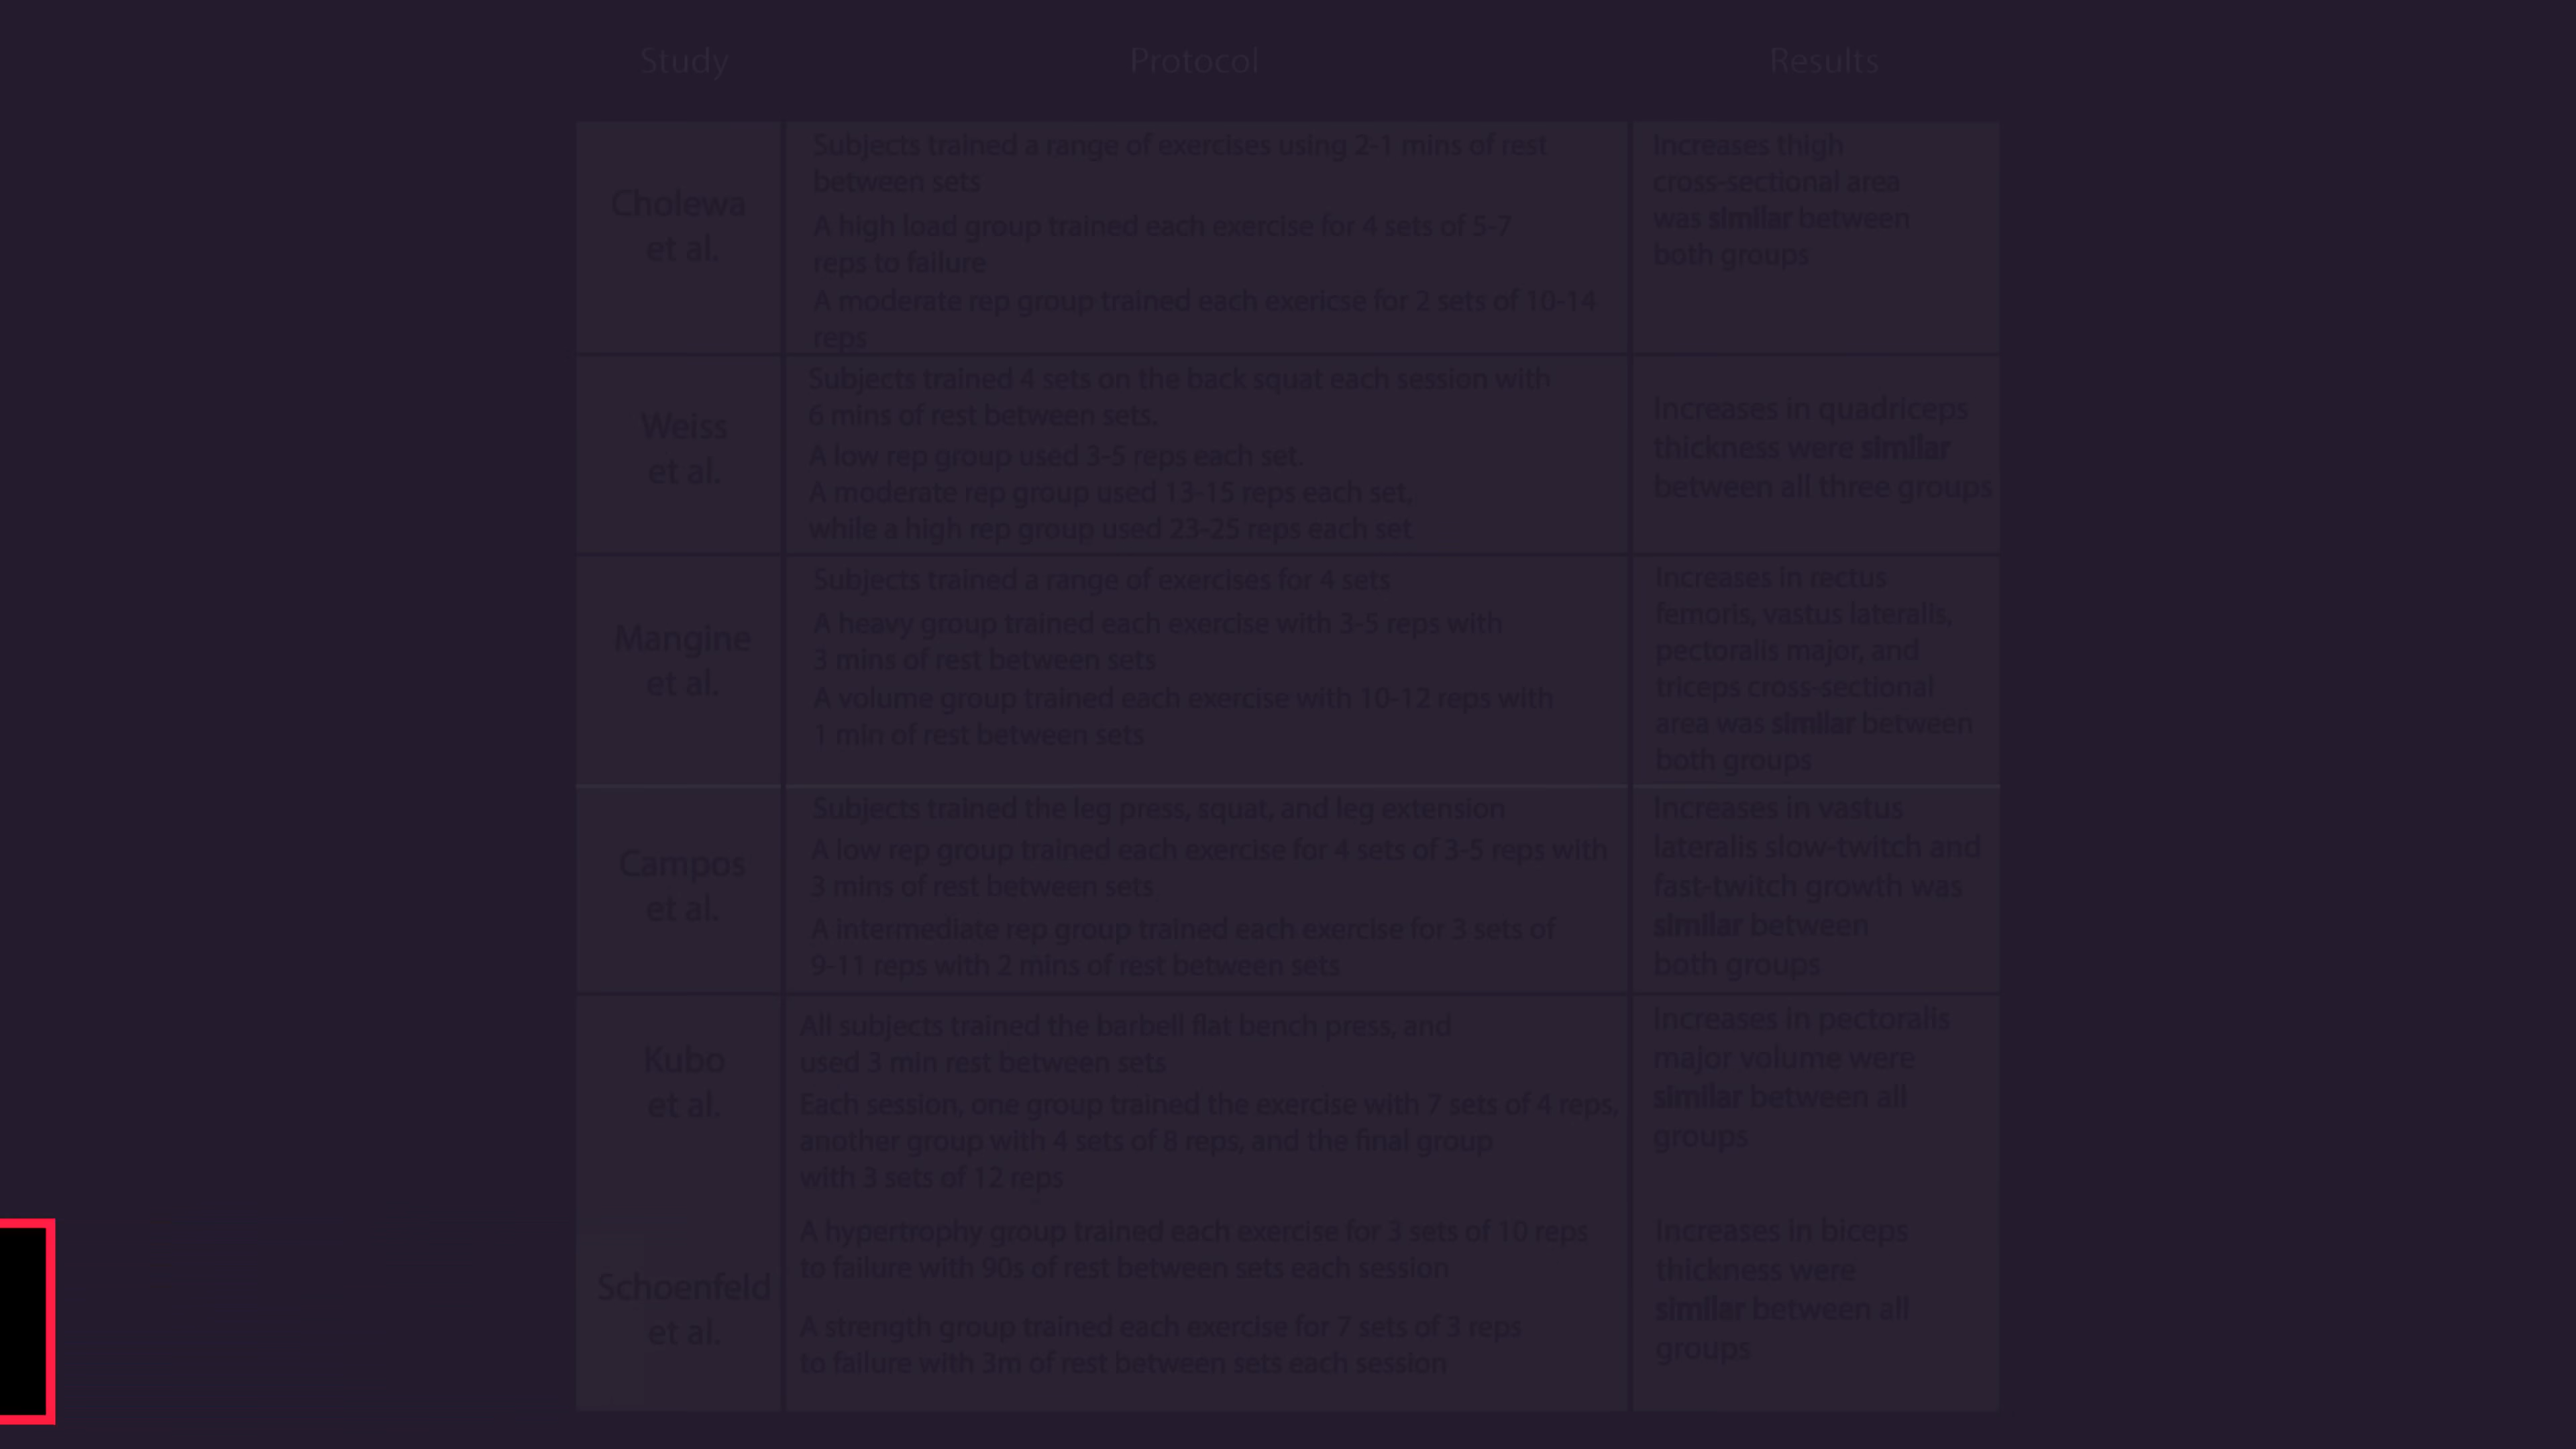 Study
Protocol
Results
Cholewa
et al.
Subjects trained a range of exercises using 2-1 mins of rest
between sets
A high load group trained each exercise for 4 sets of 5-7
reps to failure
A moderate rep group trained each exericse for 2 sets of 10-14
reps
Increases thigh
cross-sectional area
was similar between
both groups
Weiss
et al.
Subjects trained 4 sets on the back squat each session with
6 mins of rest between sets.
A low rep group used 3-5 reps each set.
A moderate rep group used 13-15 reps each set,
while a high rep group used 23-25 reps each set
Increases in quadriceps
thickness were similar
between all three groups
Mangine
et al.
Subjects trained a range of exercises for 4 sets
A heavy group trained each exercise with 3-5 reps with
3 mins of rest between sets
A volume group trained each exercise with 10-12 reps with
1 min of rest between sets
Increases in rectus
femoris, vastus lateralis,
pectoralis major, and
triceps cross-sectional
area was similar between
both groups
Campos
et al.
Subjects trained the leg press, squat, and leg extension
A low rep group trained each exercise for 4 sets of 3-5 reps with
3 mins of rest between sets
A intermediate rep group trained each exercise for 3 sets of
9-11 reps with 2 mins of rest between sets
Increases in vastus
lateralis slow-twitch and
fast-twitch growth was
similar between
both groups
Kubo
et al.
All subjects trained the barbell flat bench press, and
used 3 min rest between sets
Each session, one group trained the exercise with 7 sets of 4 reps,
another group with 4 sets of 8 reps, and the final group
with 3 sets of 12 reps
Increases in pectoralis
major volume were
similar between all
groups
Schoenfeld
et al.
A hypertrophy group trained each exercise for 3 sets of 10 reps
to failure with 90s of rest between sets each session
A strength group trained each exercise for 7 sets of 3 reps
to failure with 3m of rest between sets each session
Increases in biceps
thickness were
similar between all
groups